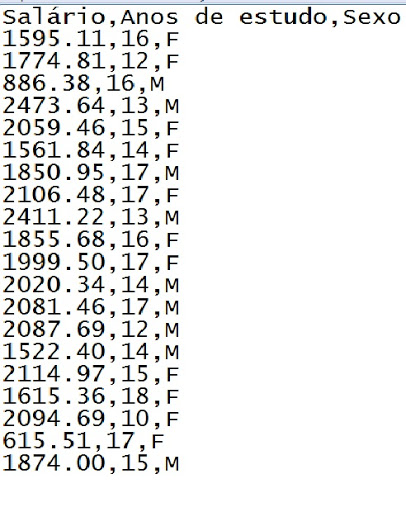 Salário,Anos de estudo,Sexo
1595.11,16,F
1774.81,12,F
886.38,16,M
2473.64,13,M
2059.46,15,F
1561.84,14,F
1850.95,17,M
2106.48,17,F
2411.22,13,M
1855.68,16,F
1999.50,17,F
2020.34,14,M
2081.46,17,M
2087.69,12,M
1522.40,14,M
2114.97,15,F
1615.36,18,F
2094.69,10,F
615.51,17,F
1874.00,15,M